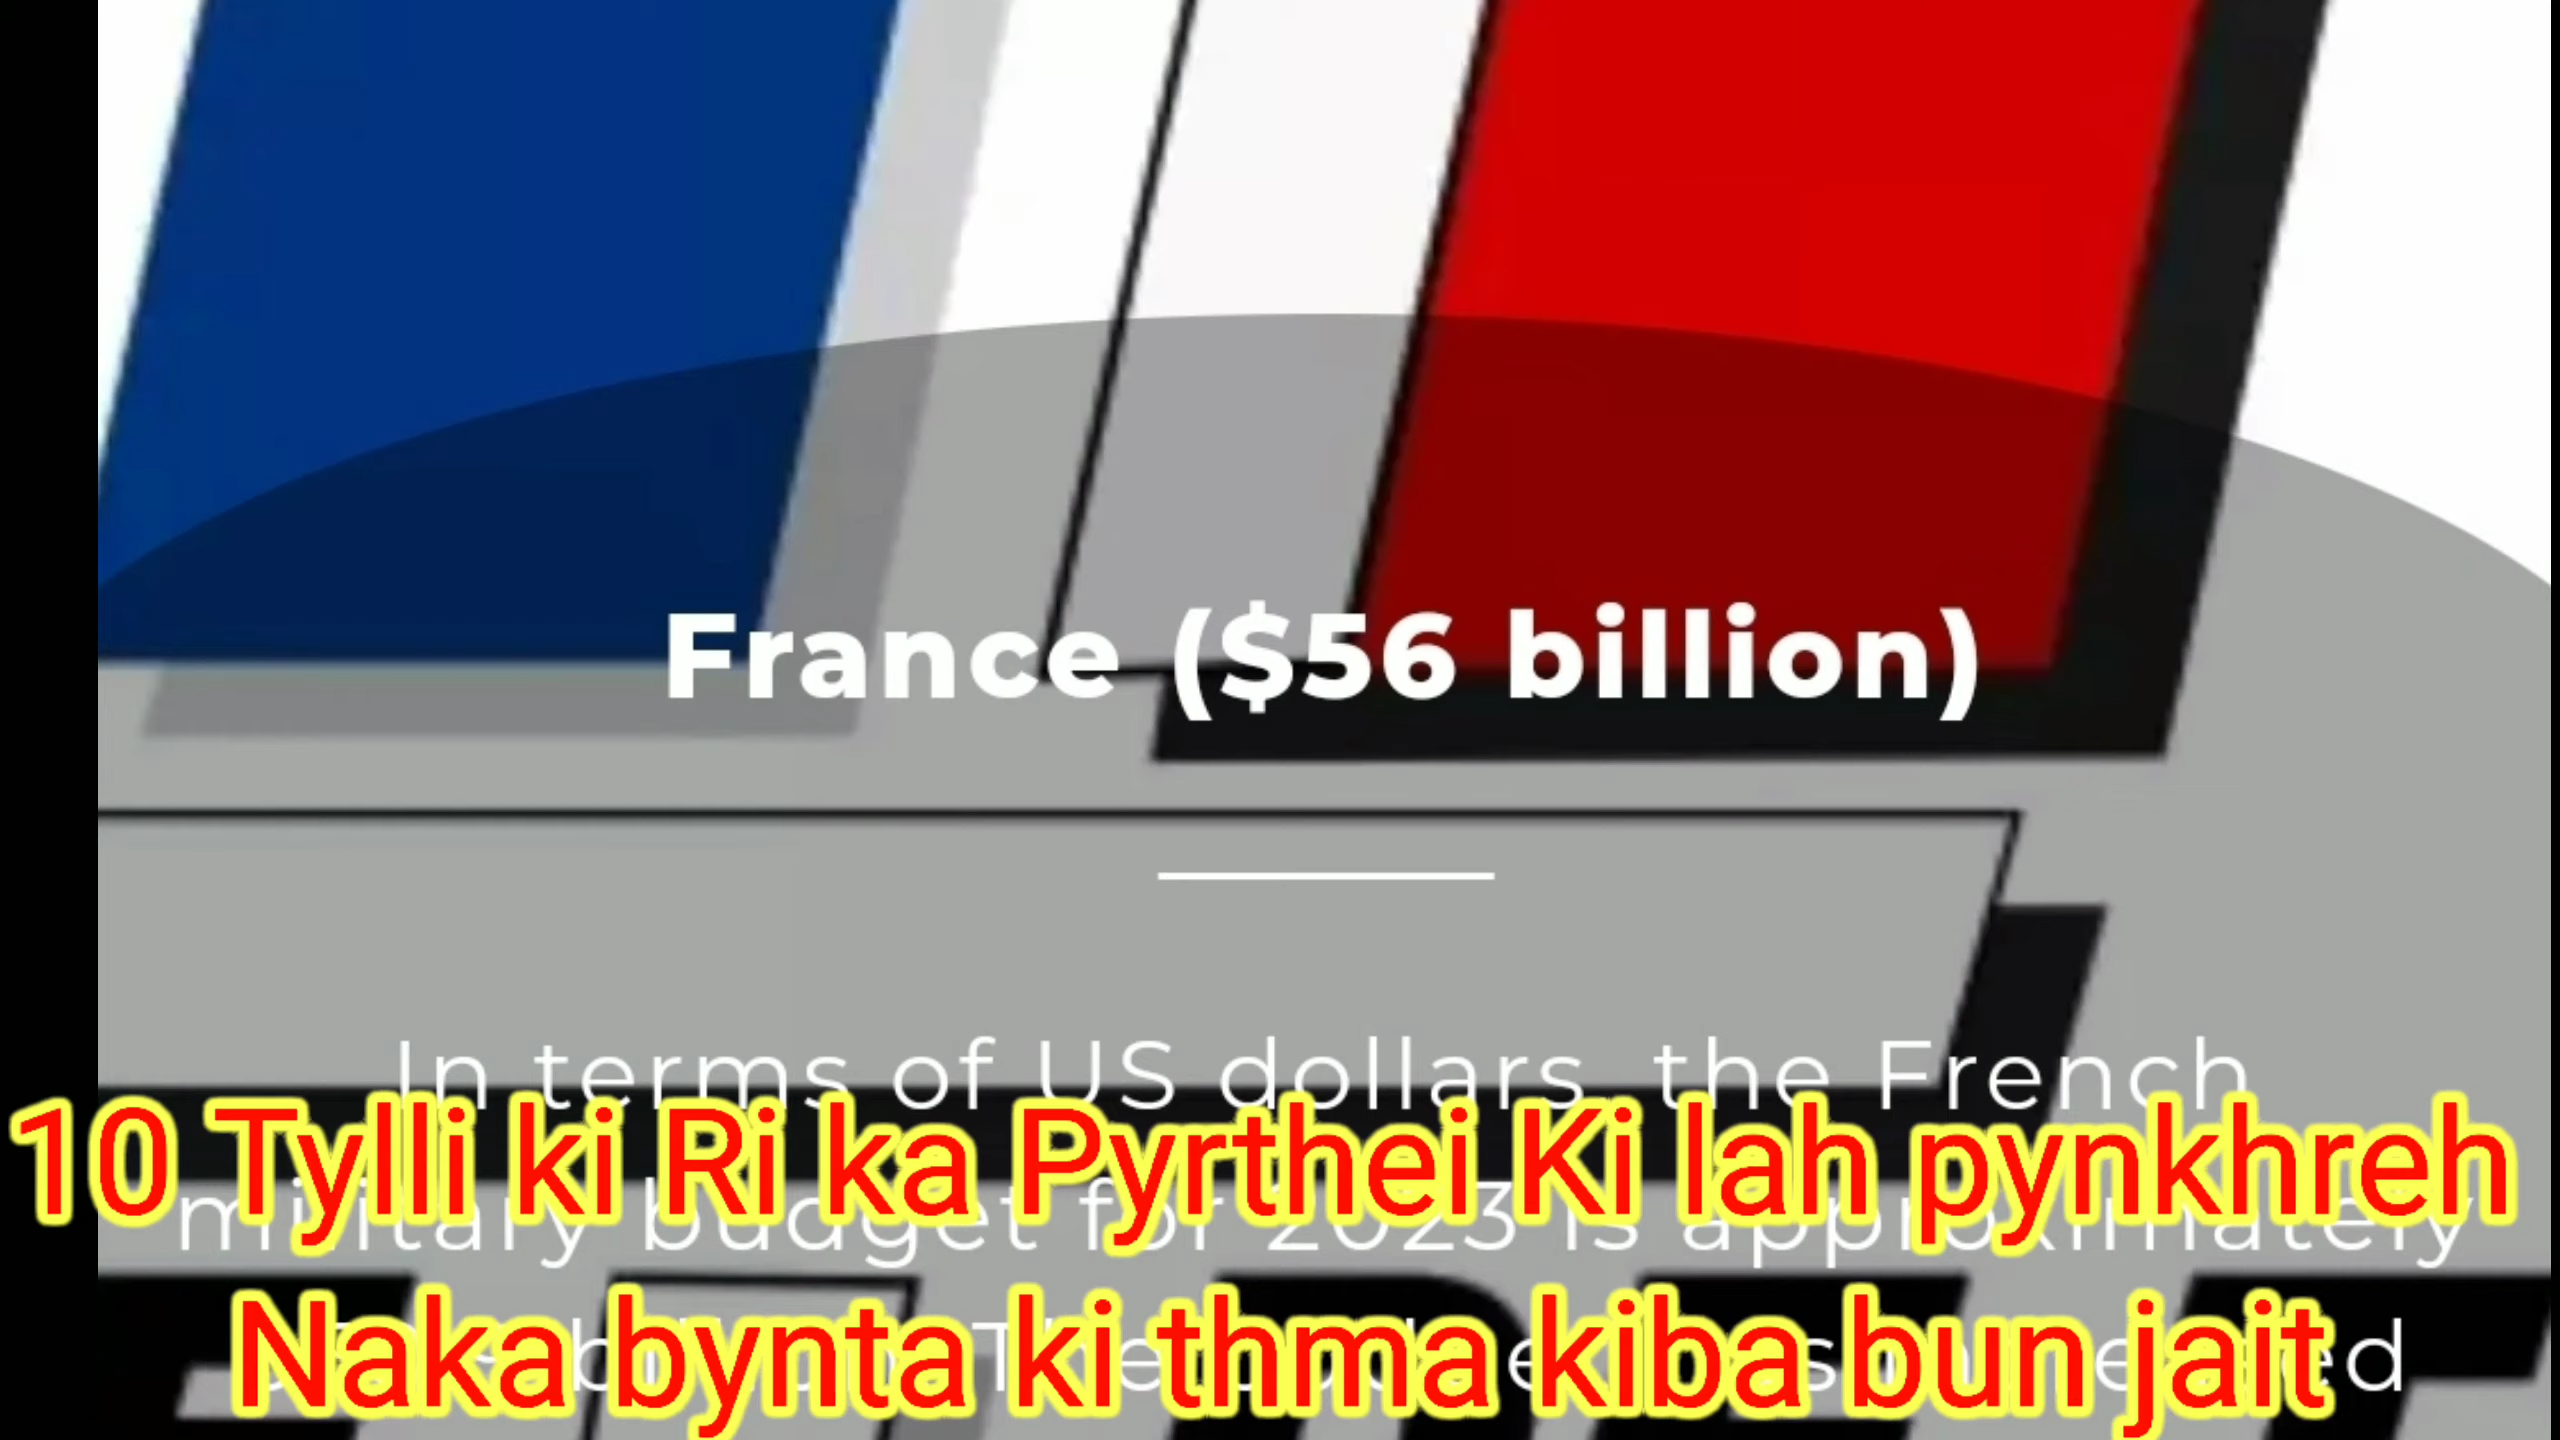 France ($56 billion)
In terms of US dollars, the French
10 Tylli ki Ri ka Pyrthei Ki lah pynkhreh
military budget for 2023 is approximately
Naka bynta ki thma kiba bun jait